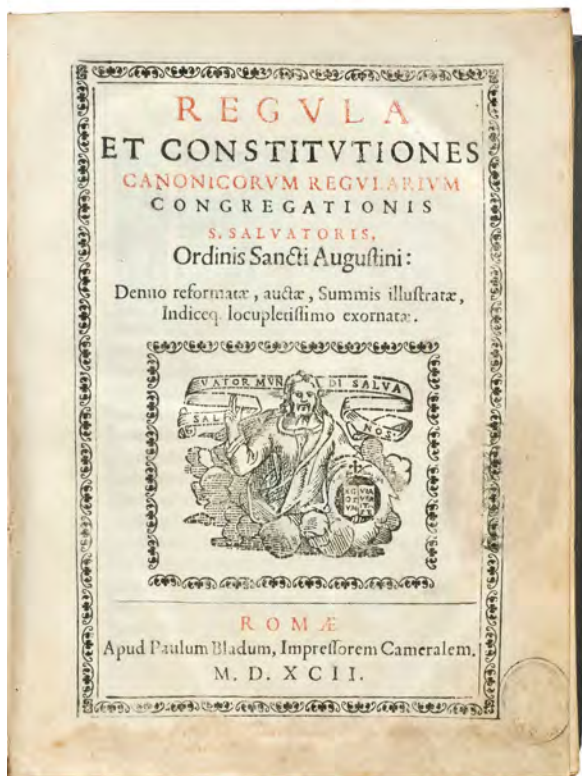 REGVLA
ET CONSTITVTIONES
CANONICORVM REGVLARIVM
CONGREGATIONIS
S. SALVATORIS,
Ordinis Sancti Augustini:
Denuo reformatæ, auctæ, Summis illustratæ,
Indiceq. locupletissimo exornatæ.
SALVATOR MVNDI SALVA
NOS.
ROMÆ
Apud Paulum Bladum, Impressorem Cameralem.
M. D. XCII.